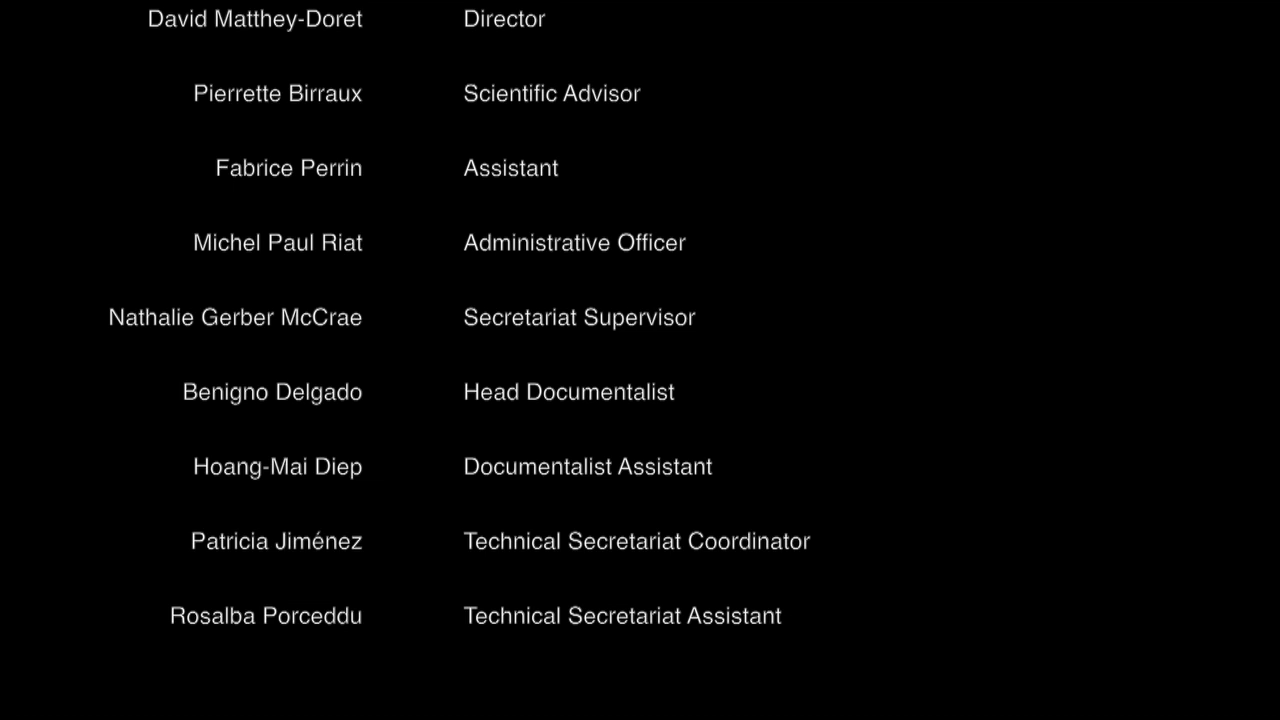 David Matthey-Doret Director
Pierrette Birraux Scientific Advisor
Fabrice Perrin Assistant
Michel Paul Riat Administrative Officer
Nathalie Gerber McCrae Secretariat Supervisor
Benigno Delgado Head Documentalist
Hoang-Mai Diep Documentalist Assistant
Patricia Jiménez Technical Secretariat Coordinator
Rosalba Porceddu Technical Secretariat Assistant